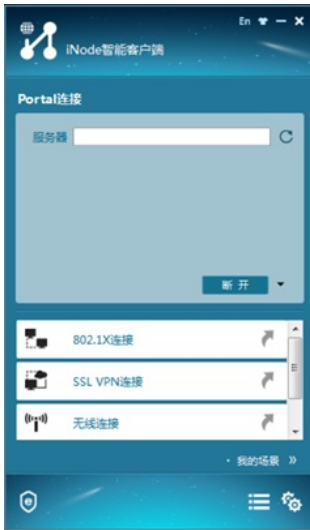 En
iNode智能客户端
Portal连接
服务器
断 开
802.1X连接
SSL VPN连接
无线连接
· 我的场景 »